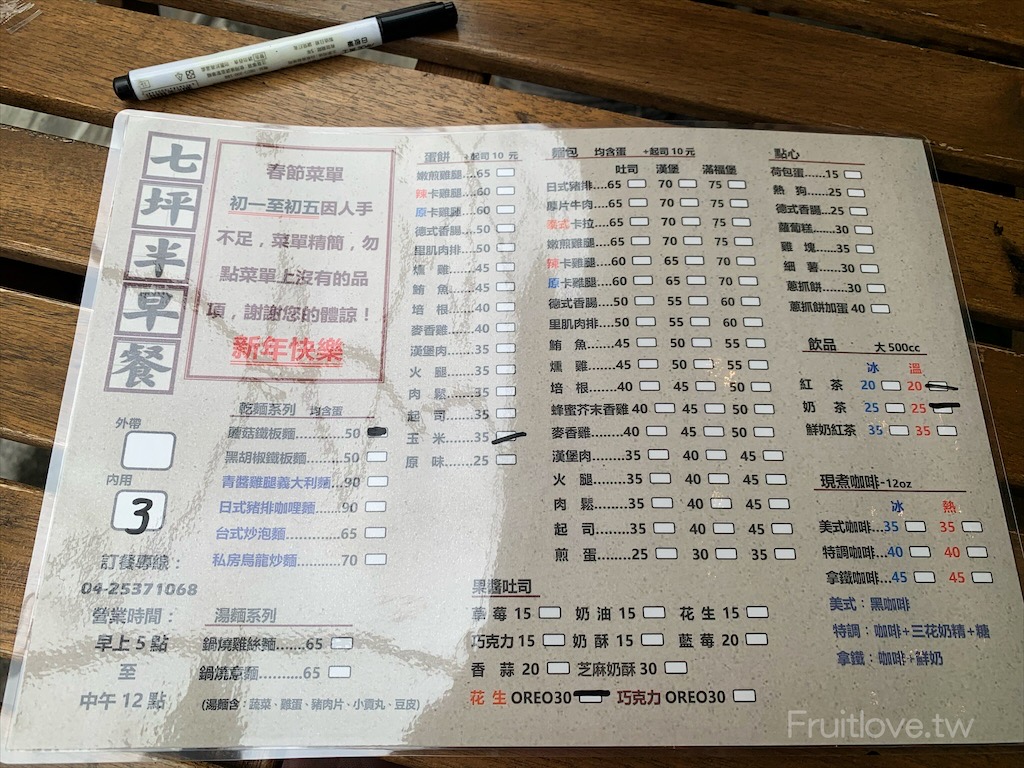 七坪半早餐
春節菜單
初一至初五因人手
不足，菜單精簡，勿
點菜單上沒有的品
項，謝謝您的體諒！
新年快樂
外帶
內用
3
訂餐專線：
04-25371068
營業時間：
早上5點
至
中午12點
乾麵系列 均含蛋
蘑菇鐵板麵 50
黑胡椒鐵板麵 50
青醬雞腿義大利麵 90
日式豬排咖哩麵 90
台式炒泡麵 65
私房烏龍炒麵 70
湯麵系列
鍋燒雞絲麵 65
鍋燒意麵 65
(湯麵含：蔬菜、雞蛋、豬肉片、小貢丸、豆皮)
蛋餅 +起司10元
嫩煎雞腿 65
辣卡雞腿 60
原卡雞腿 60
德式香腸 50
里肌肉排 50
燻雞 45
鮪魚 45
培根 40
麥香雞 40
漢堡肉 35
火腿 35
肉鬆 35
起司 35
玉米 35
原味 25
麵包 均含蛋 +起司10元
吐司 漢堡 滿福堡
日式豬排 65 70 75
厚片牛肉 65 70 75
義式卡拉 65 70 75
嫩煎雞腿 65 70 75
辣卡雞腿 60 65 70
原卡雞腿 60 65 70
德式香腸 50 55 60
里肌肉排 50 55 60
鮪魚 45 50 55
燻雞 45 50 55
培根 40 45 50
蜂蜜芥末香雞 40 45 50
麥香雞 40 45 50
漢堡肉 35 40 45
火腿 35 40 45
肉鬆 35 40 45
起司 35 40 45
煎蛋 25 30 35
果醬吐司
草莓 15 奶油 15 花生 15
巧克力 15 奶酥 15 藍莓 20
香蒜 20 芝麻奶酥 30
花生OREO30 巧克力OREO30
點心
荷包蛋 15
熱狗 25
德式香腸 25
蘿蔔糕 30
雞塊 35
細薯 30
蔥抓餅 30
蔥抓餅加蛋 40
飲品 大500cc
冰 溫
紅茶 20 20
奶茶 25 25
鮮奶紅茶 35 35
現煮咖啡-12oz
冰 熱
美式咖啡 35 35
特調咖啡 40 40
拿鐵咖啡 45 45
美式：黑咖啡
特調：咖啡+三花奶精+糖
拿鐵：咖啡+鮮奶
Fruitlove.tw